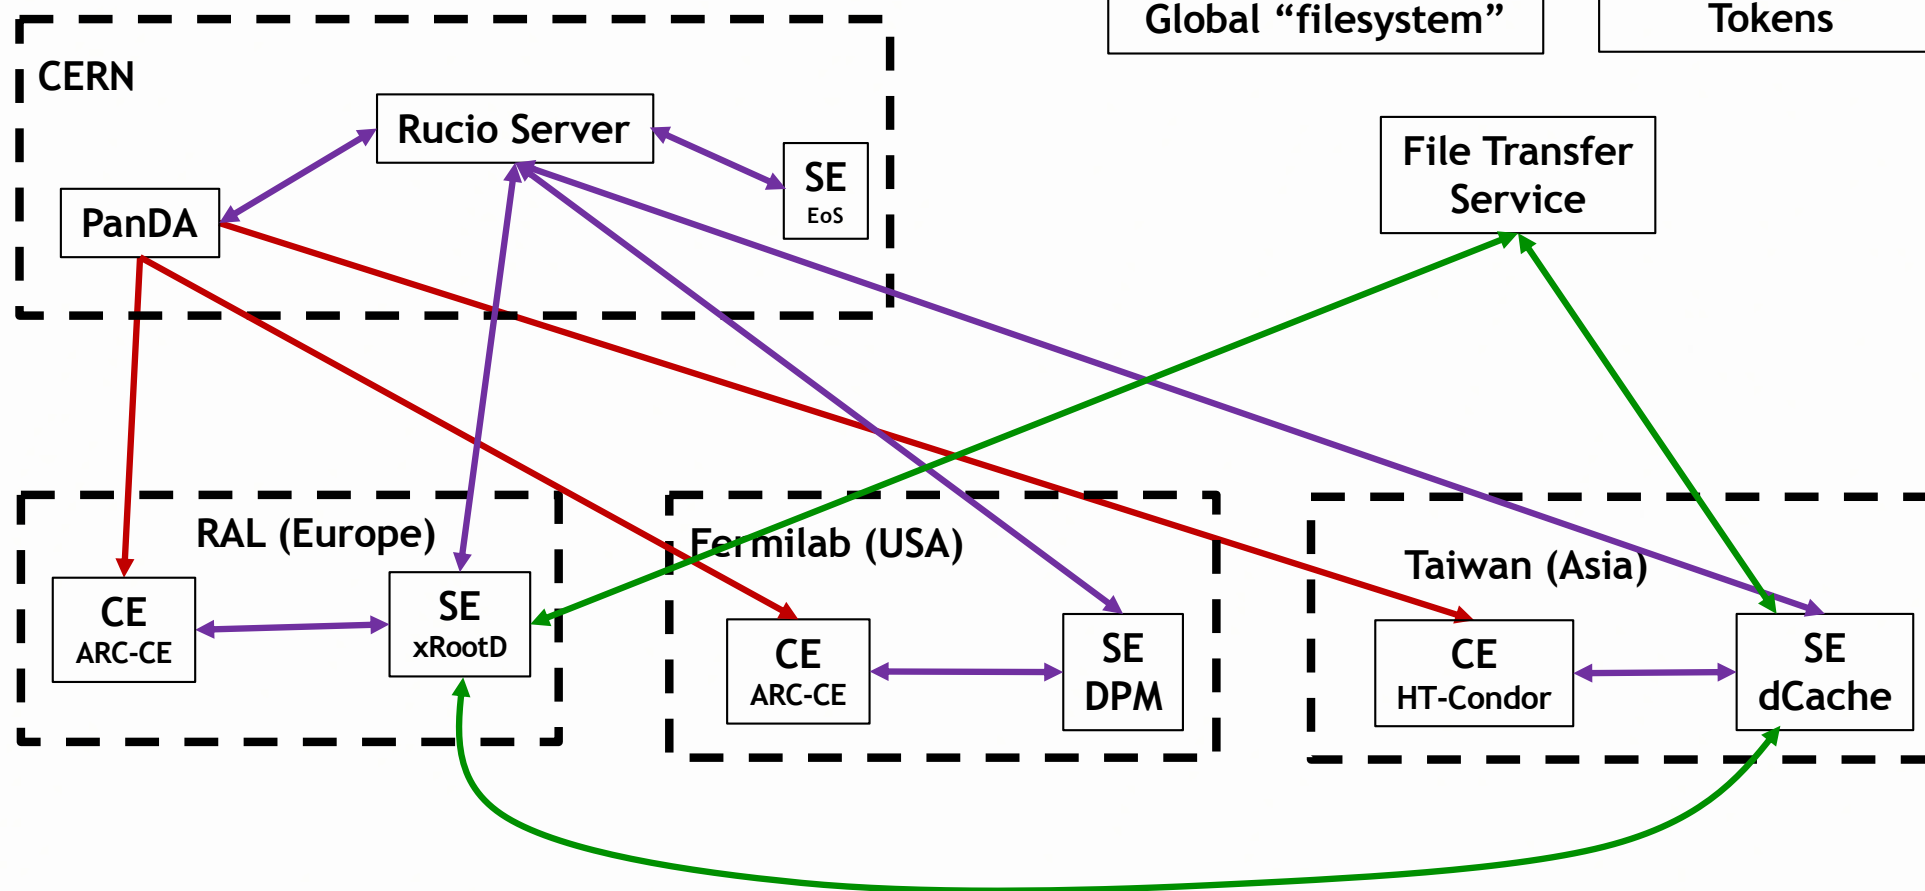 Global “filesystem”
Tokens
CERN
Rucio Server
SE
EoS
PanDA
File Transfer
Service
RAL (Europe)
CE
ARC-CE
SE
xRootD
Fermilab (USA)
CE
ARC-CE
SE
DPM
Taiwan (Asia)
CE
HT-Condor
SE
dCache